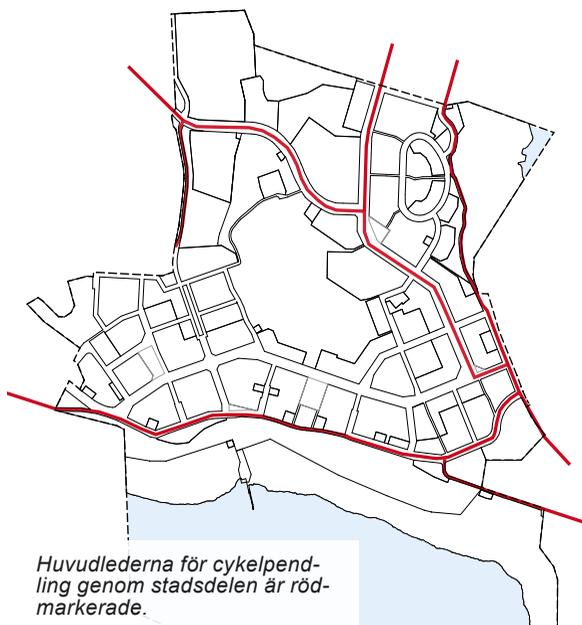 Huvudlederna för cykelpend-
ling genom stadsdelen är röd-
markerade.